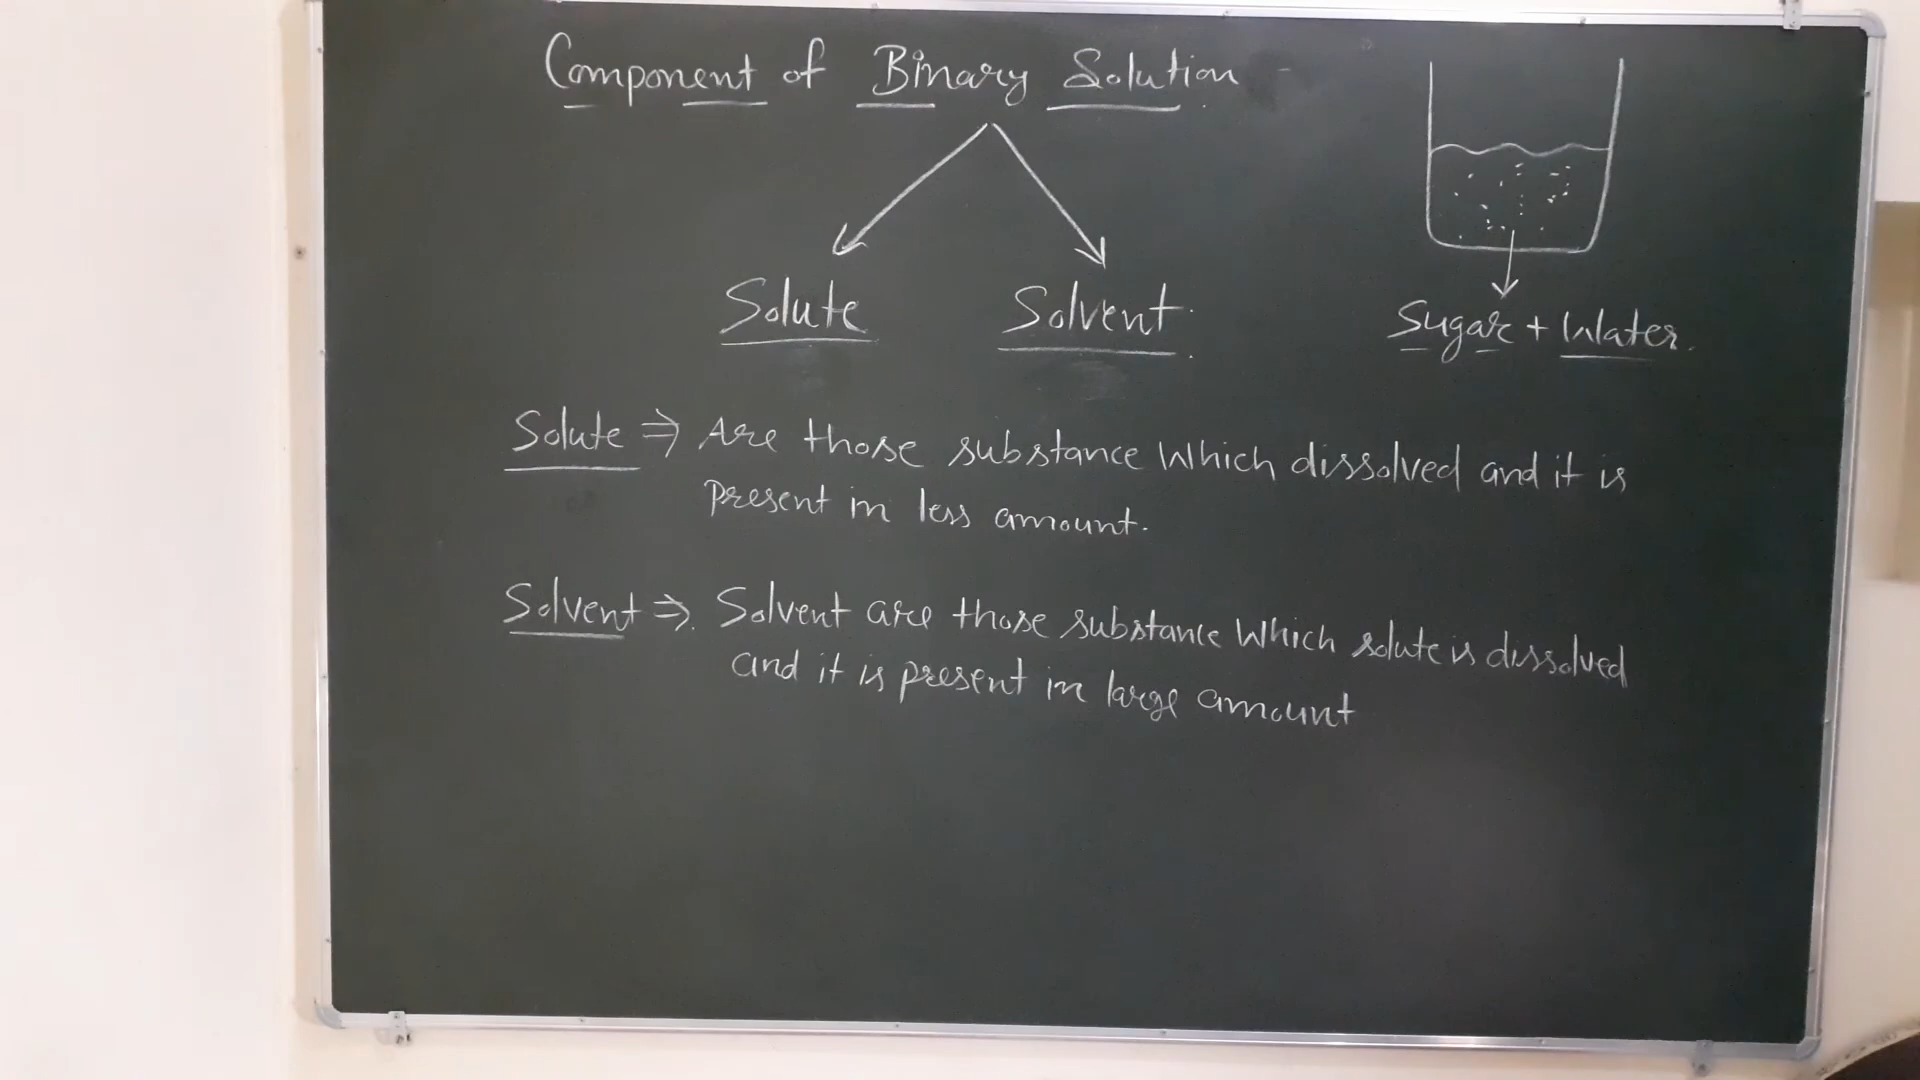 Component of Binary Solution -
Solute Solvent.
Sugar + Water.
Solute ⇒ Are those substance Which dissolved and it is
present in less amount.
Solvent ⇒. Solvent are those substance Which solute is dissolved
and it is present in large amount